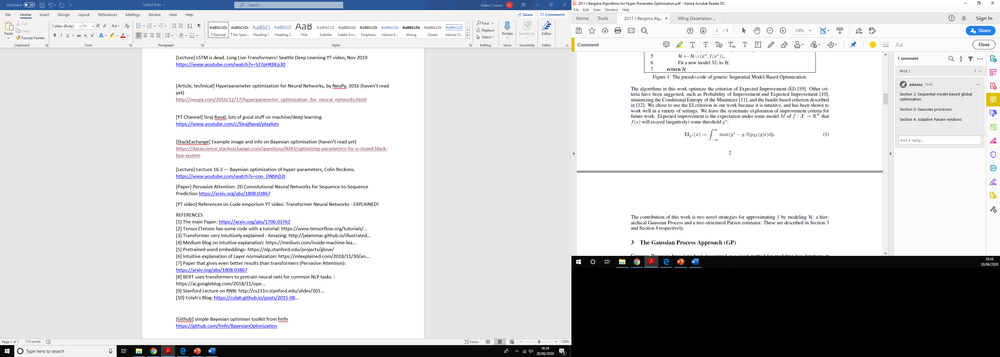 AutoSave Off
Useful links
Search
Adam Coxson AC
File Home Insert Design Layout References Mailings Review View Help
Share Comments
Paste
Cut
Copy
Format Painter
Calibri (Body) 11
Clipboard
Font
Paragraph
AaBbCcDc AaBbCcDc AaBbCc AaBbCcE AaB AaBbCcD AaBbCcDc AaBbCcDc AaBbCcDc AaBbCcDc AaBbCcDc AaBbCcDc
¶ Normal ¶ No Spac... Heading 1 Heading 2 Title Subtitle Subtle Em... Emphasis Intense E... Strong Quote Intense Q...
Styles
Find
Replace
Select
Editing
Dictate
Voice
Sensitivity
Sensitivity
Editor
Editor
[Lecture] LSTM is dead. Long Live Transformers! Seattle Deep Learning YT video, Nov 2019
https://www.youtube.com/watch?v=S27pHKBEp30
[Article, technical] Hyperparameter optimization for Neural Networks, by NeuPy, 2016 (haven't read
yet)
http://neupy.com/2016/12/17/hyperparameter_optimization_for_neural_networks.html
[YT Channel] Siraj Raval, lots of good stuff on machine/deep learning.
https://www.youtube.com/c/SirajRaval/playlists
[StackExchange] Example image and info on Bayesian optimisation (haven't read yet)
https://datascience.stackexchange.com/questions/8043/optimizing-parameters-for-a-closed-black-
box-system
[Lecture] Lecture 16.3 — Bayesian optimization of hyper-parameters, Colin Reckons.
https://www.youtube.com/watch?v=con_ONbhD2I
[Paper] Pervasive Attention: 2D Convolutional Neural Networks for Sequence-to-Sequence
Prediction https://arxiv.org/abs/1808.03867
[YT video] References on Code emporium YT video: Transformer Neural Networks - EXPLAINED!
REFERENCES
[1] The main Paper: https://arxiv.org/abs/1706.03762
[2] Tensor2Tensor has some code with a tutorial: https://www.tensorflow.org/tutorials/...
[3] Transformer very intuitively explained - Amazing: http://jalammar.github.io/illustrated...
[4] Medium Blog on intuitive explanation: https://medium.com/inside-machine-lea...
[5] Pretrained word embeddings: https://nlp.stanford.edu/projects/glove/
[6] Intuitive explanation of Layer normalization: https://mlexplained.com/2018/11/30/an...
[7] Paper that gives even better results than transformers (Pervasive Attention):
https://arxiv.org/abs/1808.03867
[8] BERT uses transformers to pretrain neural nets for common NLP tasks. :
https://ai.googleblog.com/2018/11/ope...
[9] Stanford Lecture on RNN: http://cs231n.stanford.edu/slides/201...
[10] Colah's Blog: https://colah.github.io/posts/2015-08...
[Github] simple Bayesian optimiser toolkit from fmfn
https://github.com/fmfn/BayesianOptimization
Page 1 of 1 173 words
Focus
120%
Type here to search
16:34
20/06/2020
2011 J Bergstra Algorithms for Hyper-Parameter Optimization.pdf - Adobe Acrobat Reader DC
File Edit View Window Help
Home Tools 2011 J Bergstra Alg... × MEng Dissertation ...
Sign In
2 / 9
110%
Share
Comment
Close
5 ℋ ← ℋ ∪ (x*, f(x*)),
6 Fit a new model Mₜ to ℋ.
7 return ℋ
Figure 1: The pseudo-code of generic Sequential Model-Based Optimization.
The algorithms in this work optimize the criterion of Expected Improvement (EI) [10]. Other cri-
teria have been suggested, such as Probability of Improvement and Expected Improvement [10],
minimizing the Conditional Entropy of the Minimizer [11], and the bandit-based criterion described
in [12]. We chose to use the EI criterion in our work because it is intuitive, and has been shown to
work well in a variety of settings. We leave the systematic exploration of improvement criteria for
future work. Expected improvement is the expectation under some model M of f : 𝒳 → ℝᴺ that
f(x) will exceed (negatively) some threshold y*:
EI_y*(x) := ∫_{-∞}^{∞} max(y* − y, 0)p_M(y|x)dy. (1)
2
The contribution of this work is two novel strategies for approximating f by modeling ℋ: a hier-
archical Gaussian Process and a tree-structured Parzen estimator. These are described in Section 3
and Section 4 respectively.
3 The Gaussian Process Approach (GP)
Gaussian Processes have long been recognized as a good method for modeling loss functions in
1 comment
PAGE 2 1
adamc 15:46
Section 2: Sequential model-based global
optimisation
Section 3: Gaussian processes
Section 4: Adaptive Parzen windows
Add a reply...
16:34
20/06/2020